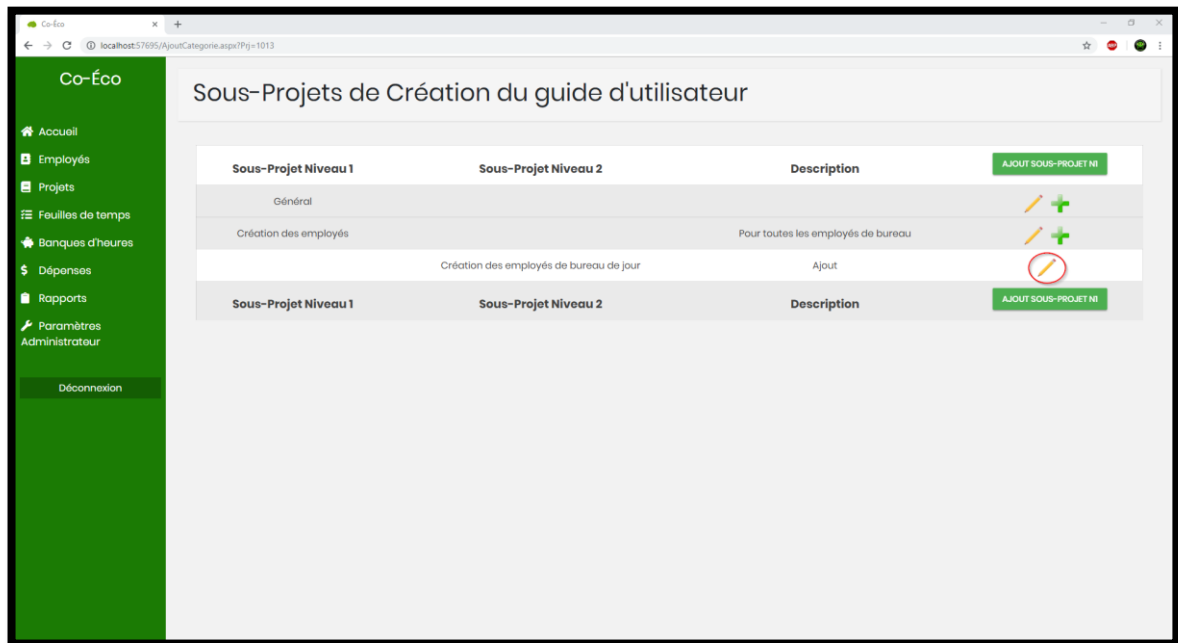 Co-Éco
localhost:57695/AjoutCategorie.aspx?Prj=1013
Co-Éco
Sous-Projets de Création du guide d'utilisateur
Accueil
Employés
Projets
Feuilles de temps
Banques d'heures
Dépenses
Rapports
Paramètres
Administrateur
Déconnexion
Sous-Projet Niveau 1 Sous-Projet Niveau 2 Description AJOUT SOUS-PROJET N1
Général
Création des employés Pour toutes les employés de bureau
Création des employés de bureau de jour Ajout
Sous-Projet Niveau 1 Sous-Projet Niveau 2 Description AJOUT SOUS-PROJET N1